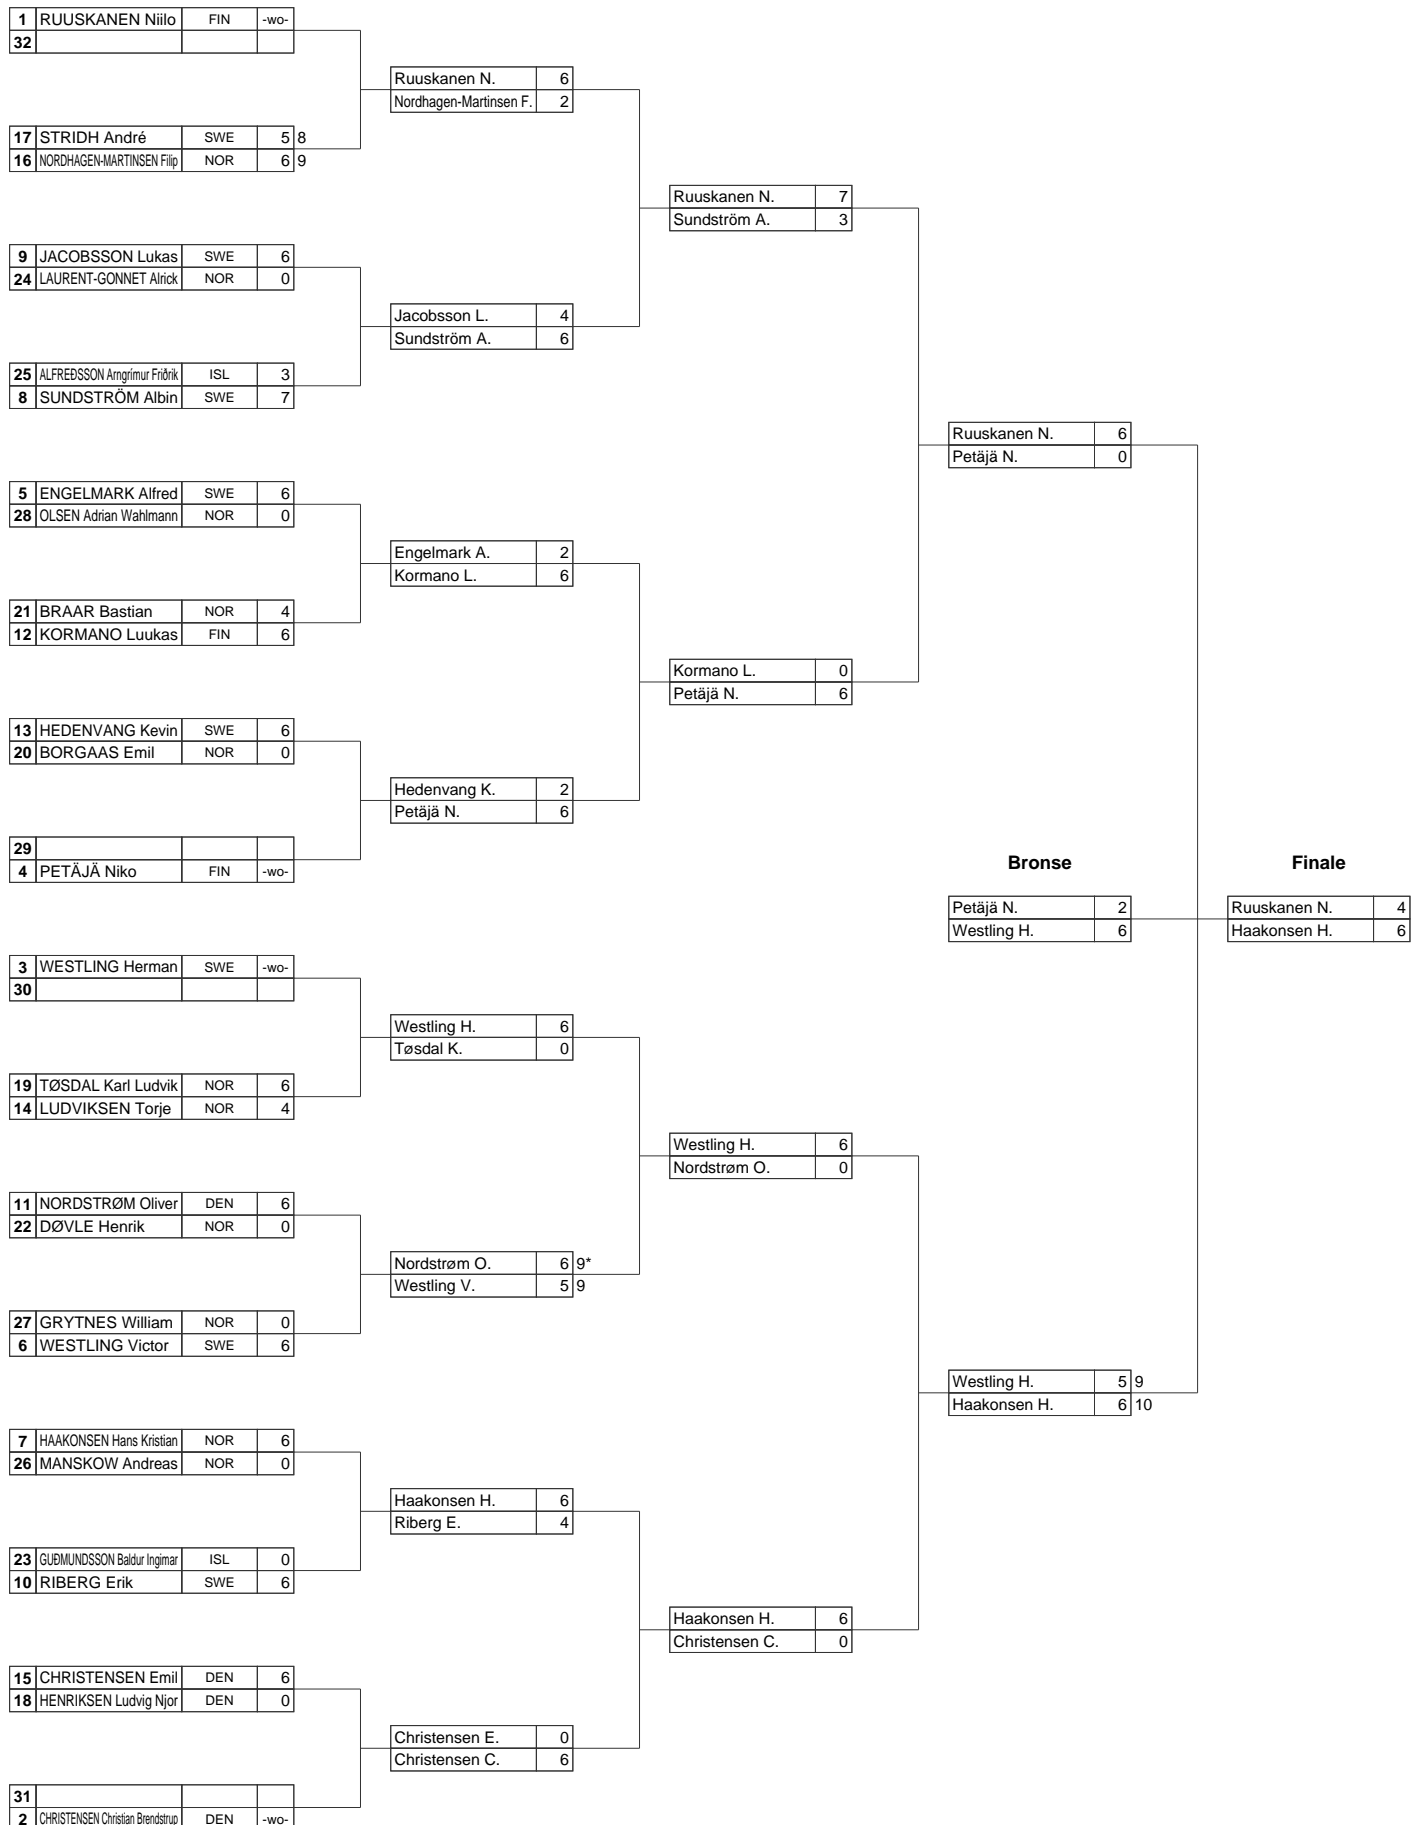 1 RUUSKANEN Niilo FIN -wo-
32
Ruuskanen N. 6
Nordhagen-Martinsen F. 2
17 STRIDH André SWE 5 8
16 NORDHAGEN-MARTINSEN Filip NOR 6 9
Ruuskanen N. 7
Sundström A. 3
9 JACOBSSON Lukas SWE 6
24 LAURENT-GONNET Alrick NOR 0
Jacobsson L. 4
Sundström A. 6
25 ALFREÐSSON Arngrímur Friðrik ISL 3
8 SUNDSTRÖM Albin SWE 7
Ruuskanen N. 6
Petäjä N. 0
5 ENGELMARK Alfred SWE 6
28 OLSEN Adrian Wahlmann NOR 0
Engelmark A. 2
Kormano L. 6
21 BRAAR Bastian NOR 4
12 KORMANO Luukas FIN 6
Kormano L. 0
Petäjä N. 6
13 HEDENVANG Kevin SWE 6
20 BORGAAS Emil NOR 0
Hedenvang K. 2
Petäjä N. 6
29
4 PETÄJÄ Niko FIN -wo-
Bronse Finale
Petäjä N. 2 Ruuskanen N. 4
Westling H. 6 Haakonsen H. 6
3 WESTLING Herman SWE -wo-
30
Westling H. 6
Tøsdal K. 0
19 TØSDAL Karl Ludvik NOR 6
14 LUDVIKSEN Torje NOR 4
Westling H. 6
Nordstrøm O. 0
11 NORDSTRØM Oliver DEN 6
22 DØVLE Henrik NOR 0
Nordstrøm O. 6 9*
Westling V. 5 9
27 GRYTNES William NOR 0
6 WESTLING Victor SWE 6
Westling H. 5 9
Haakonsen H. 6 10
7 HAAKONSEN Hans Kristian NOR 6
26 MANSKOW Andreas NOR 0
Haakonsen H. 6
Riberg E. 4
23 GUÐMUNDSSON Baldur Ingimar ISL 0
10 RIBERG Erik SWE 6
Haakonsen H. 6
Christensen C. 0
15 CHRISTENSEN Emil DEN 6
18 HENRIKSEN Ludvig Njor DEN 0
Christensen E. 0
Christensen C. 6
31
2 CHRISTENSEN Christian Brendstrup DEN -wo-